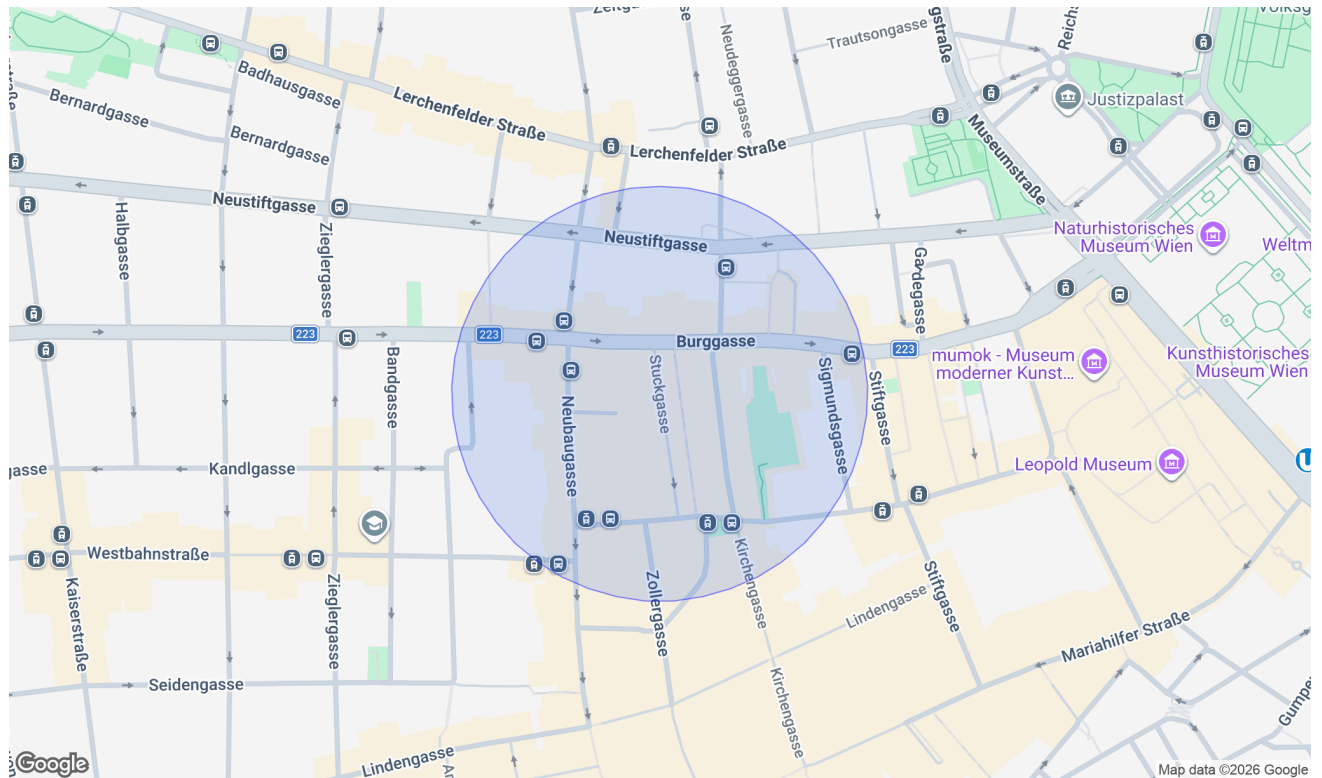 Badhausgasse
Bernardgasse
Bernardgasse
Lerchenfelder Straße
Lerchenfelder Straße
Neudeggergasse
Trautsongasse
Justizpalast
Museumstraße
Neustiftgasse
Neustiftgasse
Halbgasse
Zieglergasse
Gardegasse
Naturhistorisches
Museum Wien
223
223
Burggasse
223
mumok - Museum
moderner Kunst...
Kunsthistorisches
Museum Wien
Bandgasse
Stuckgasse
Sigmundsgasse
Stiftgasse
Neubaugasse
Kandlgasse
Leopold Museum
Westbahnstraße
Kaiserstraße
Zieglergasse
Zollergasse
Kirchengasse
Stiftgasse
Lindengasse
Mariahilfer Straße
Seidengasse
Kirchengasse
Lindengasse
Google
Map data ©2026 Google